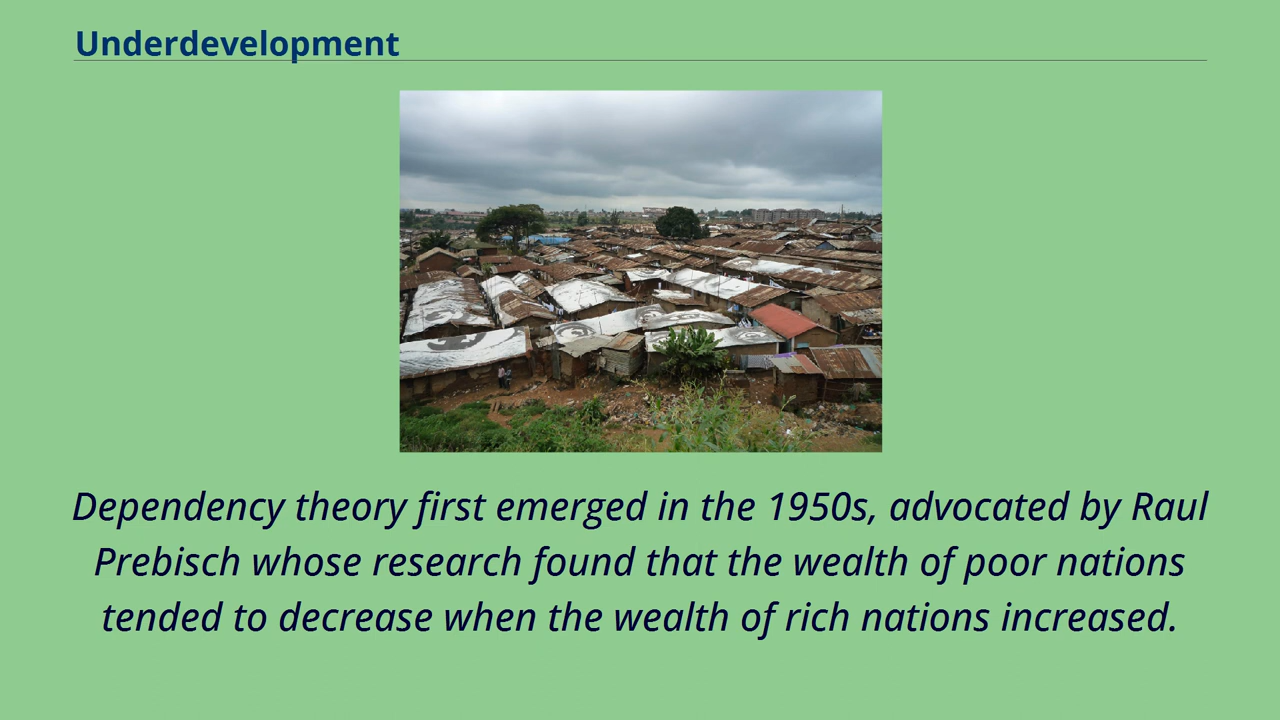 Underdevelopment
Dependency theory first emerged in the 1950s, advocated by Raul
Prebisch whose research found that the wealth of poor nations
tended to decrease when the wealth of rich nations increased.